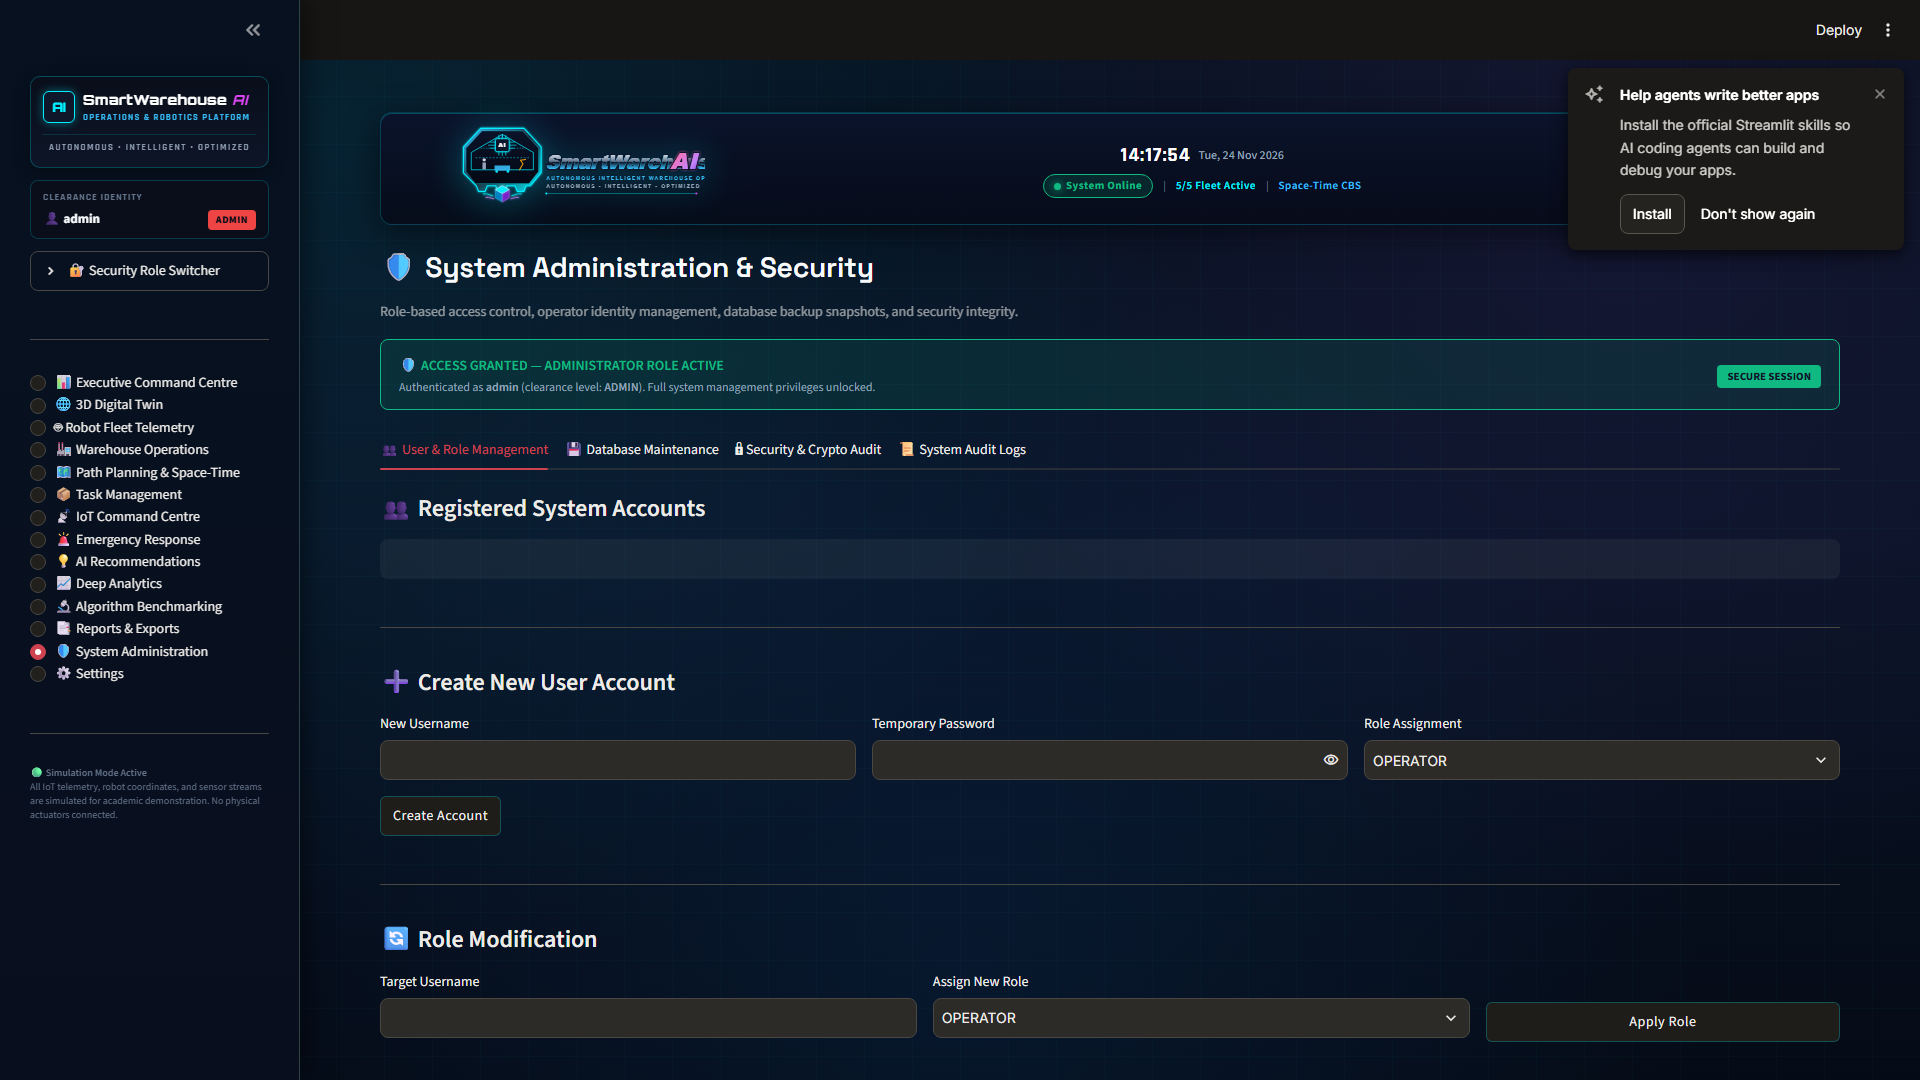 Deploy
AI
SmartWarehouse AI
OPERATIONS & ROBOTICS PLATFORM
AUTONOMOUS • INTELLIGENT • OPTIMIZED
CLEARANCE IDENTITY
admin
ADMIN
Security Role Switcher
Executive Command Centre
3D Digital Twin
Robot Fleet Telemetry
Warehouse Operations
Path Planning & Space-Time
Task Management
IoT Command Centre
Emergency Response
AI Recommendations
Deep Analytics
Algorithm Benchmarking
Reports & Exports
System Administration
Settings
Simulation Mode Active
All IoT telemetry, robot coordinates, and sensor streams
are simulated for academic demonstration. No physical
actuators connected.
AI
AUTONOMOUS INTELLIGENT WAREHOUSE OP
AUTONOMOUS • INTELLIGENT • OPTIMIZED
14:17:54 Tue, 24 Nov 2026
System Online | 5/5 Fleet Active | Space-Time CBS
Help agents write better apps
Install the official Streamlit skills so
AI coding agents can build and
debug your apps.
Install Don't show again
System Administration & Security
Role-based access control, operator identity management, database backup snapshots, and security integrity.
ACCESS GRANTED — ADMINISTRATOR ROLE ACTIVE
Authenticated as admin (clearance level: ADMIN). Full system management privileges unlocked.
SECURE SESSION
User & Role Management Database Maintenance Security & Crypto Audit System Audit Logs
Registered System Accounts
Create New User Account
New Username Temporary Password Role Assignment
OPERATOR
Create Account
Role Modification
Target Username Assign New Role
OPERATOR
Apply Role